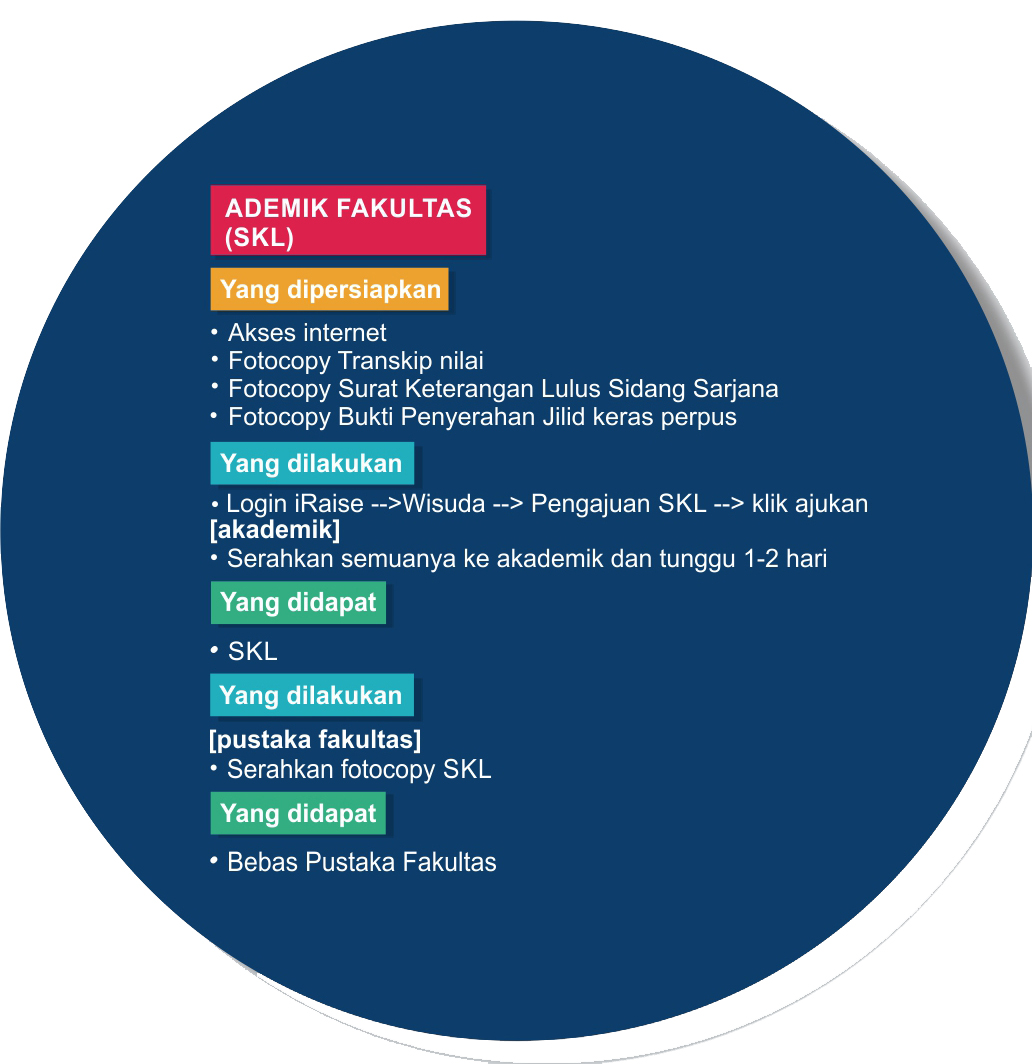 ADEMIK FAKULTAS
(SKL)
Yang dipersiapkan
• Akses internet
• Fotocopy Transkip nilai
• Fotocopy Surat Keterangan Lulus Sidang Sarjana
• Fotocopy Bukti Penyerahan Jilid keras perpus
Yang dilakukan
• Login iRaise -->Wisuda --> Pengajuan SKL --> klik ajukan
[akademik]
• Serahkan semuanya ke akademik dan tunggu 1-2 hari
Yang didapat
• SKL
Yang dilakukan
[pustaka fakultas]
• Serahkan fotocopy SKL
Yang didapat
• Bebas Pustaka Fakultas